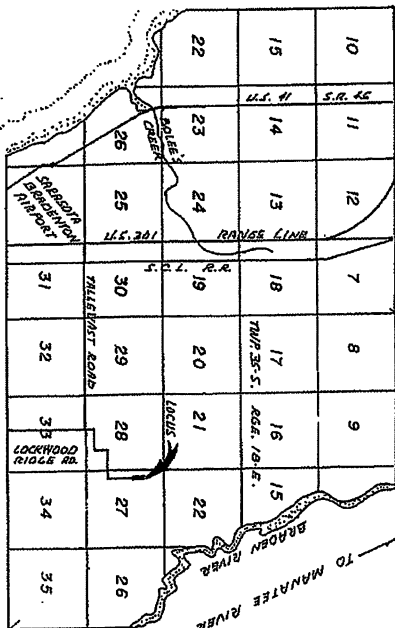 22 15 10
U.S. 41 S.R. 45
26 23 14 11
BOLEE'S
CREEK
25 24 13 12
SARASOTA
BRADENTON
AIRPORT
U.S. 301 RANGE LINE
S.C.L. R.R.
31 30 19 18 7
TALLEVAST ROAD
TWP. 35-S. RGE. 18-E.
32 29 20 17 8
33 28 21 16 9
LOCUS
LOCKWOOD
RIDGE RD.
34 27 22 15
BRADEN RIVER
TO MANATEE RIVER
35 26